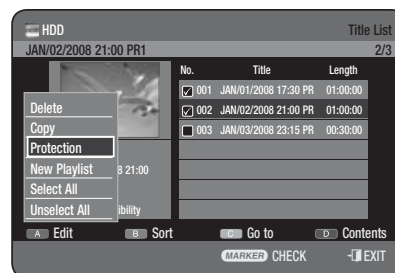 HDD Title List
JAN/02/2008 21:00 PR1 2/3
No. Title Length
001 JAN/01/2008 17:30 PR 01:00:00
002 JAN/02/2008 21:00 PR 01:00:00
003 JAN/03/2008 23:15 PR 00:30:00
Delete
Copy
Protection
New Playlist 8 21:00
Select All
Unselect All ibility
A Edit B Sort C Go to D Contents
MARKER CHECK EXIT